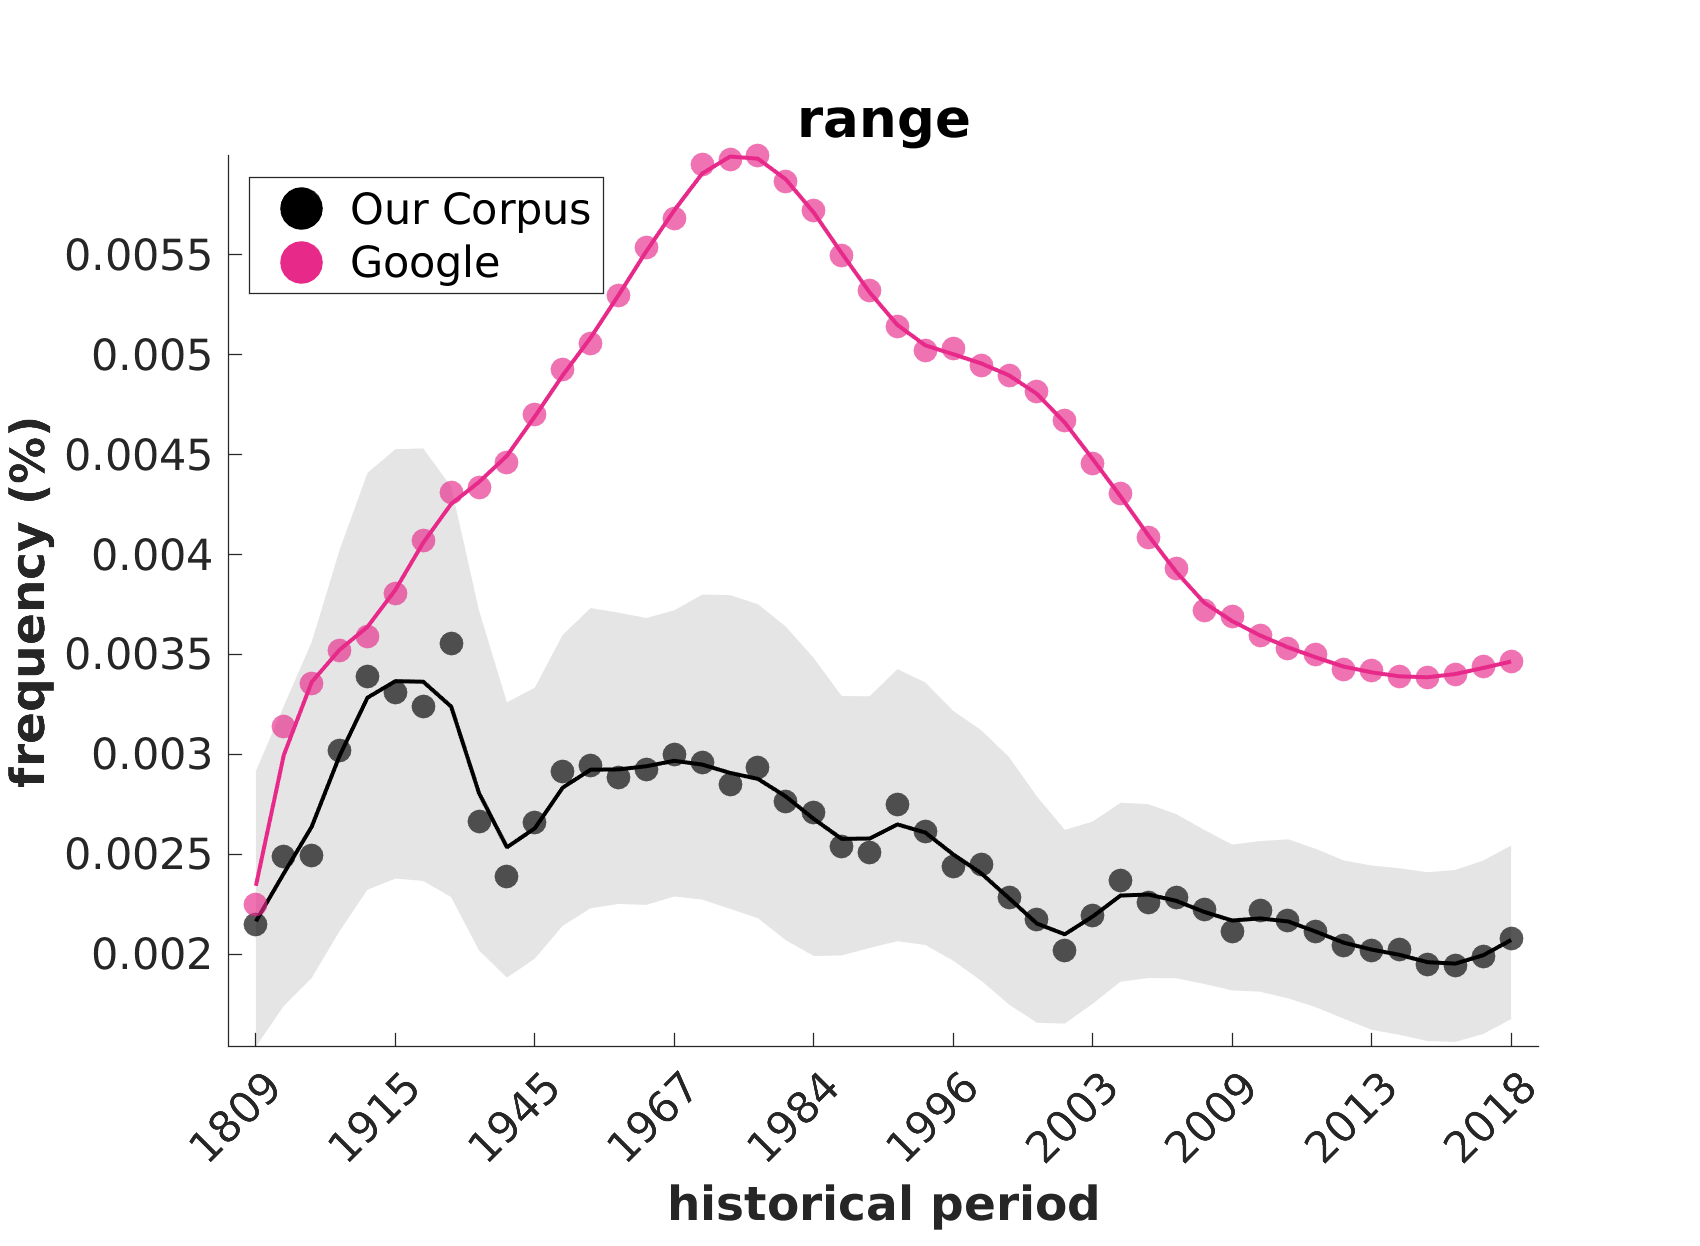 range
Our Corpus
Google
frequency (%)
0.0055
0.005
0.0045
0.004
0.0035
0.003
0.0025
0.002
1809 1915 1945 1967 1984 1996 2003 2009 2013 2018
historical period